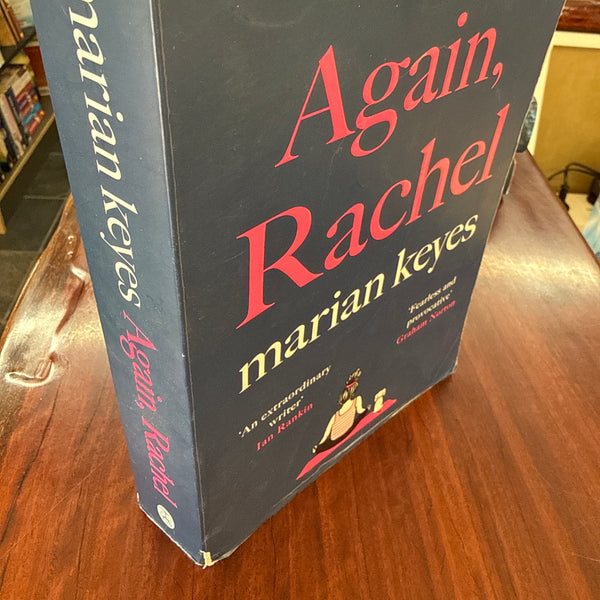 marian keyes Again, Rachel
Again,
Rachel
marian keyes
'Fearless and
provocative'
Graham Norton
'An extraordinary
writer'
Ian Rankin